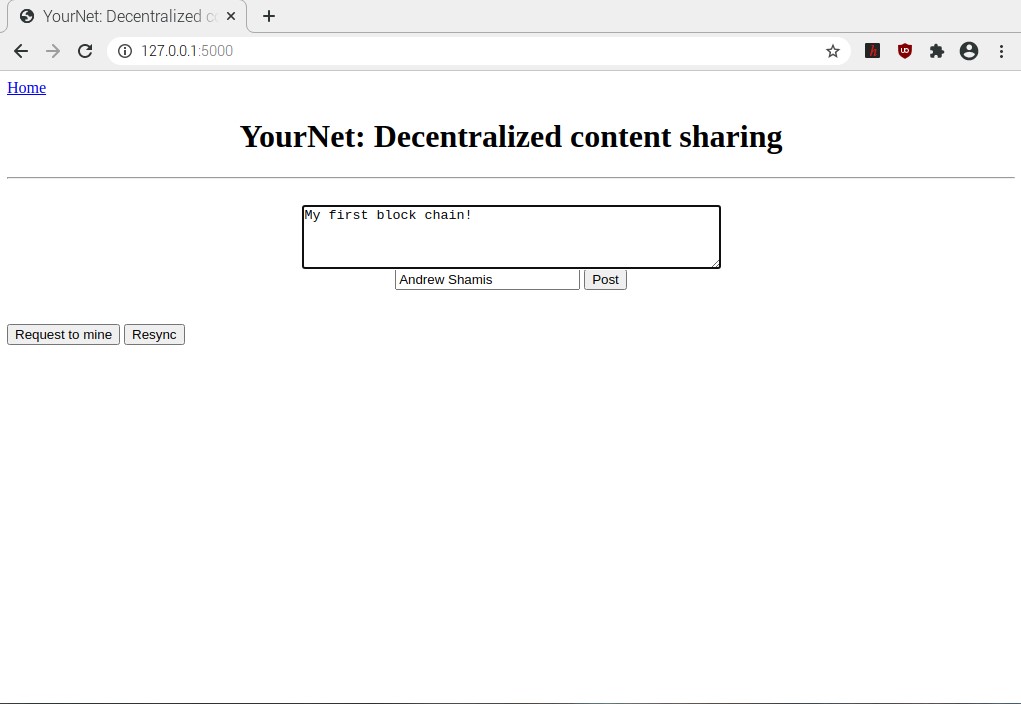 YourNet: Decentralized
127.0.0.1:5000
Home
YourNet: Decentralized content sharing
My first block chain!
Andrew Shamis Post
Request to mine Resync